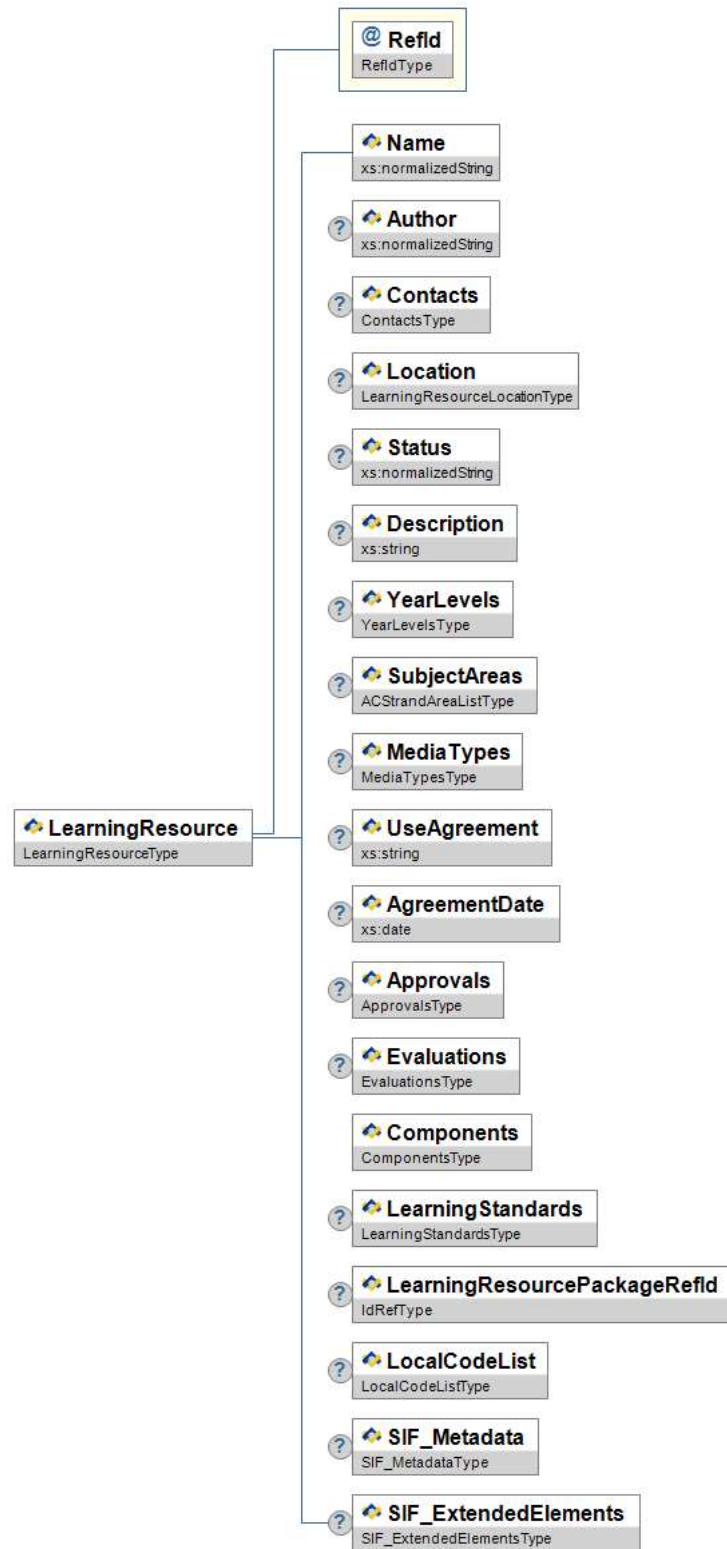 @ RefId
RefIdType
Name
xs:normalizedString
? Author
xs:normalizedString
? Contacts
ContactsType
? Location
LearningResourceLocationType
? Status
xs:normalizedString
? Description
xs:string
? YearLevels
YearLevelsType
? SubjectAreas
ACStrandAreaListType
? MediaTypes
MediaTypesType
LearningResource
LearningResourceType
? UseAgreement
xs:string
? AgreementDate
xs:date
? Approvals
ApprovalsType
? Evaluations
EvaluationsType
Components
ComponentsType
? LearningStandards
LearningStandardsType
? LearningResourcePackageRefId
IdRefType
? LocalCodeList
LocalCodeListType
? SIF_Metadata
SIF_MetadataType
? SIF_ExtendedElements
SIF_ExtendedElementsType